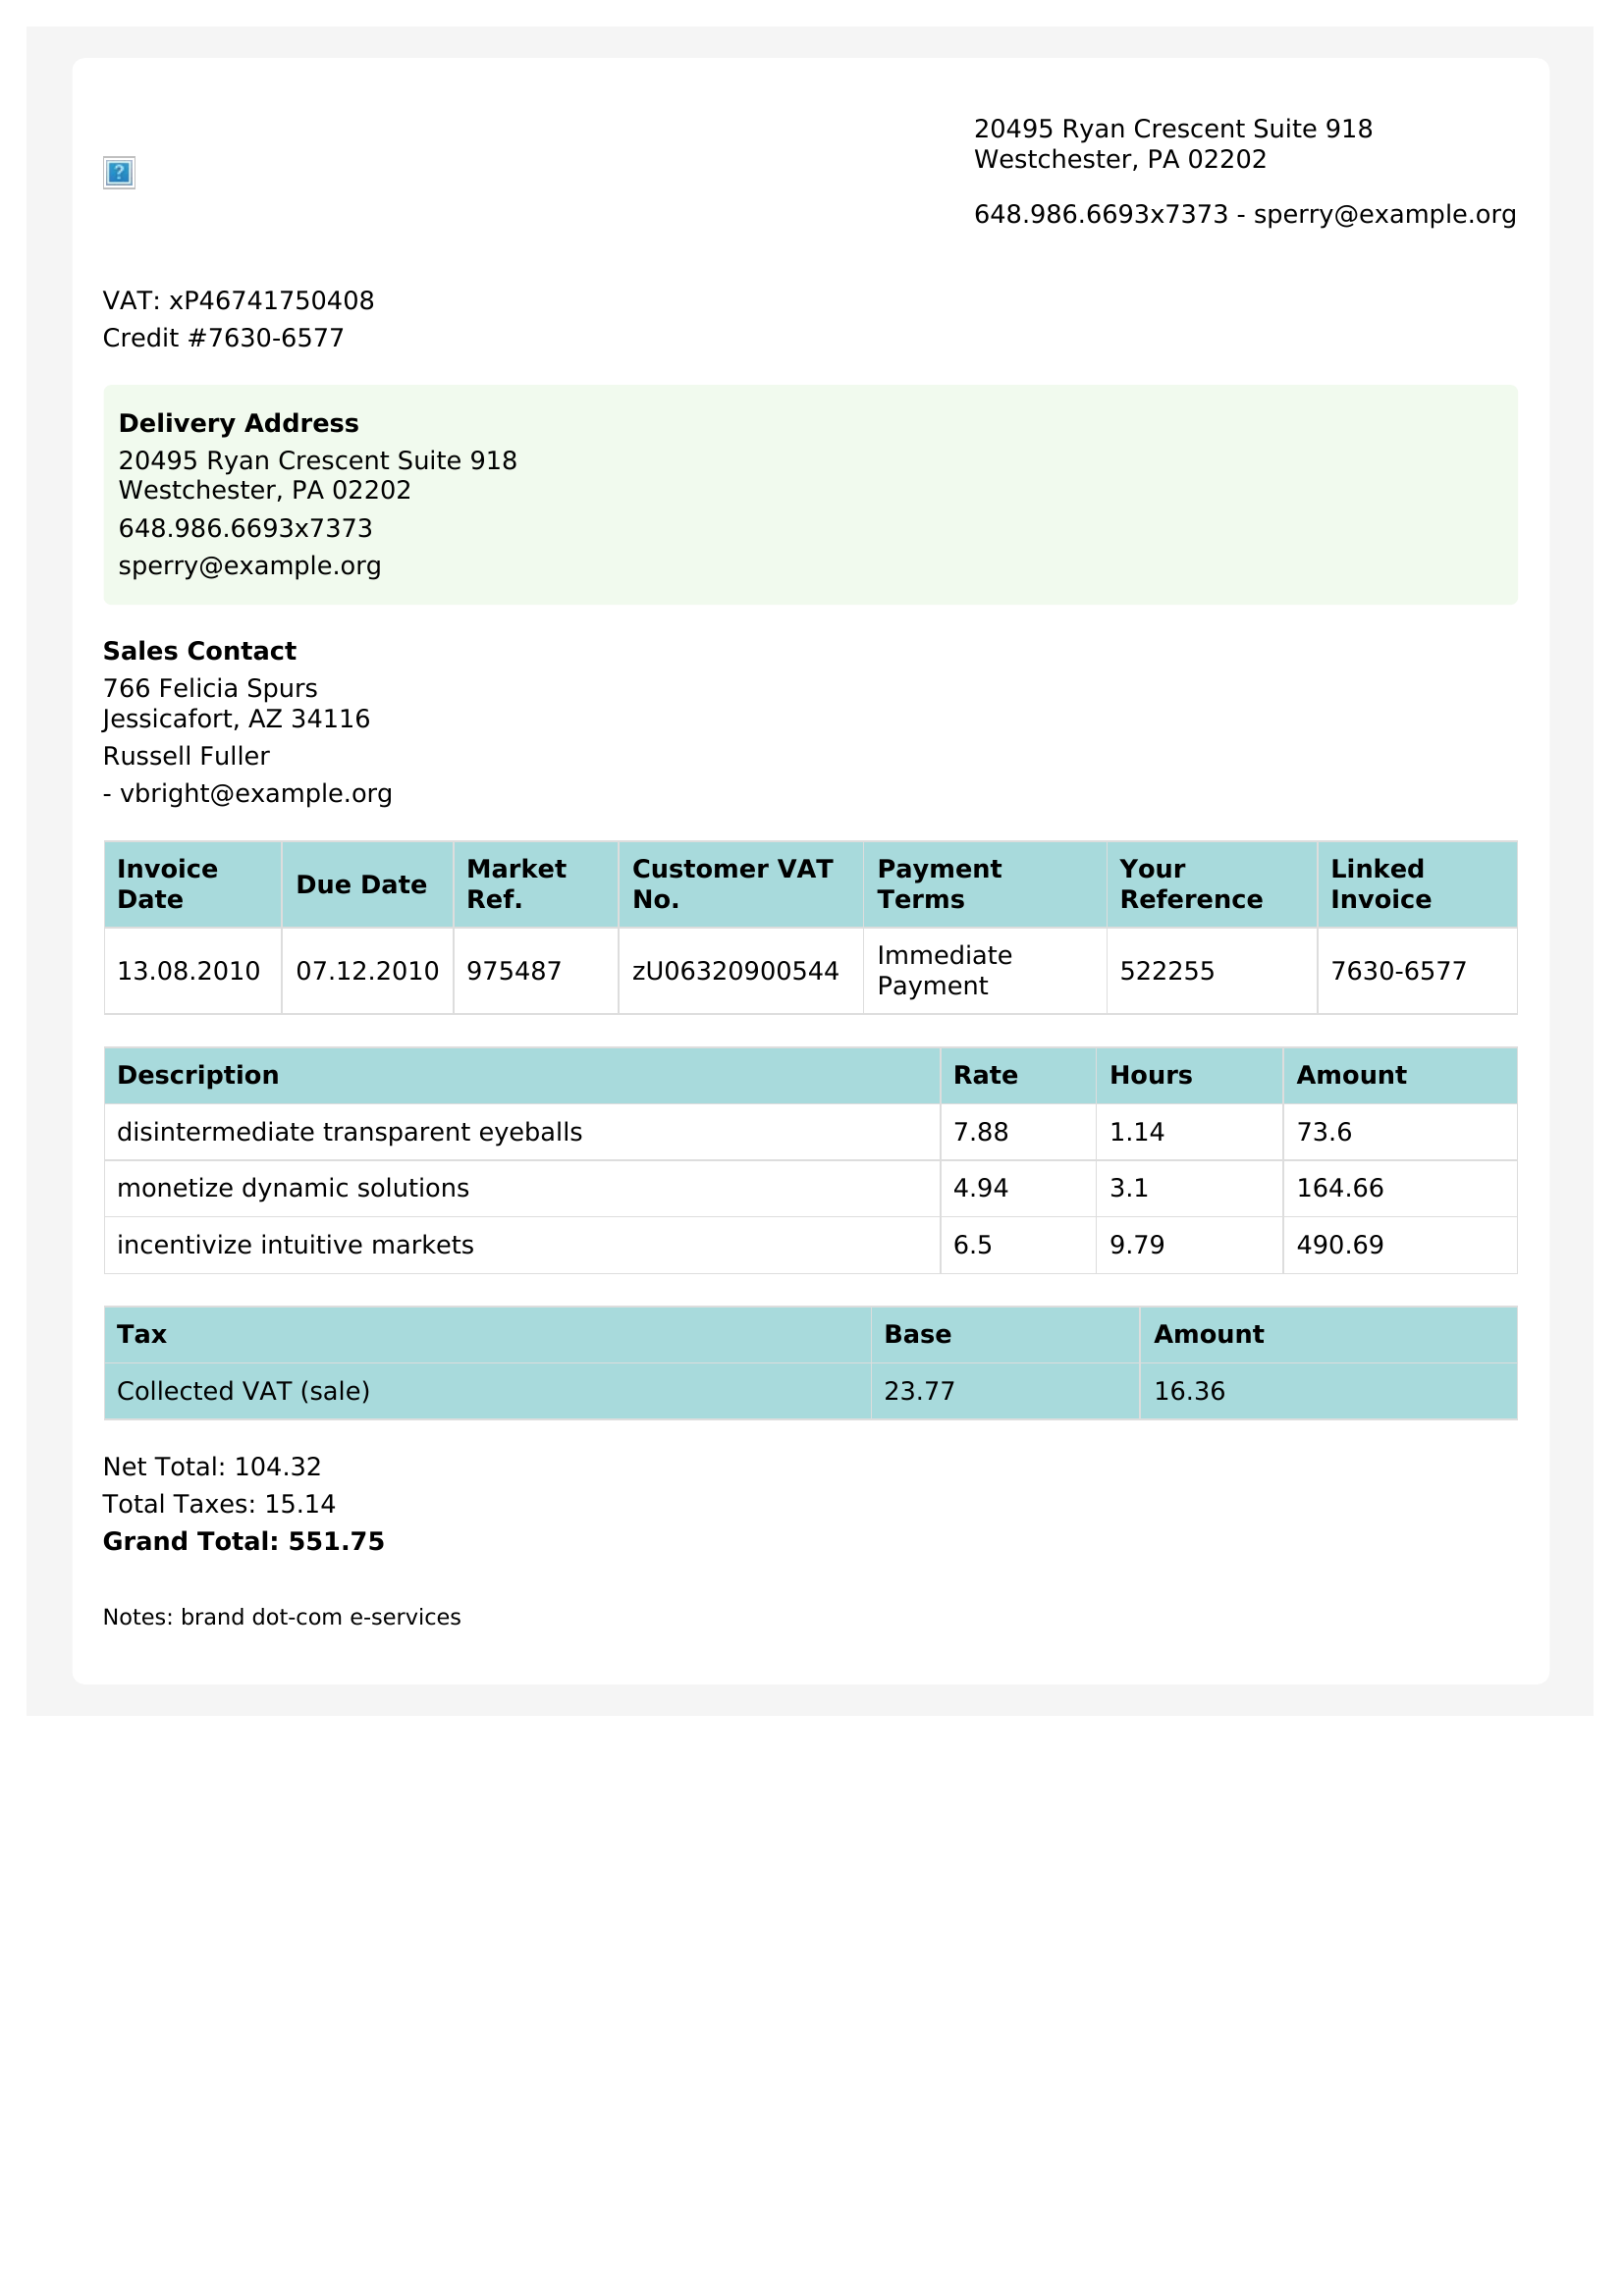 20495 Ryan Crescent Suite 918
Westchester, PA 02202
648.986.6693x7373 - sperry@example.org
VAT: xP46741750408
Credit #7630-6577
Delivery Address
20495 Ryan Crescent Suite 918
Westchester, PA 02202
648.986.6693x7373
sperry@example.org
Sales Contact
766 Felicia Spurs
Jessicafort, AZ 34116
Russell Fuller
- vbright@example.org
Invoice Date Due Date Market Ref. Customer VAT No. Payment Terms Your Reference Linked Invoice
13.08.2010 07.12.2010 975487 zU06320900544 Immediate Payment 522255 7630-6577
Description Rate Hours Amount
disintermediate transparent eyeballs 7.88 1.14 73.6
monetize dynamic solutions 4.94 3.1 164.66
incentivize intuitive markets 6.5 9.79 490.69
Tax Base Amount
Collected VAT (sale) 23.77 16.36
Net Total: 104.32
Total Taxes: 15.14
Grand Total: 551.75
Notes: brand dot-com e-services